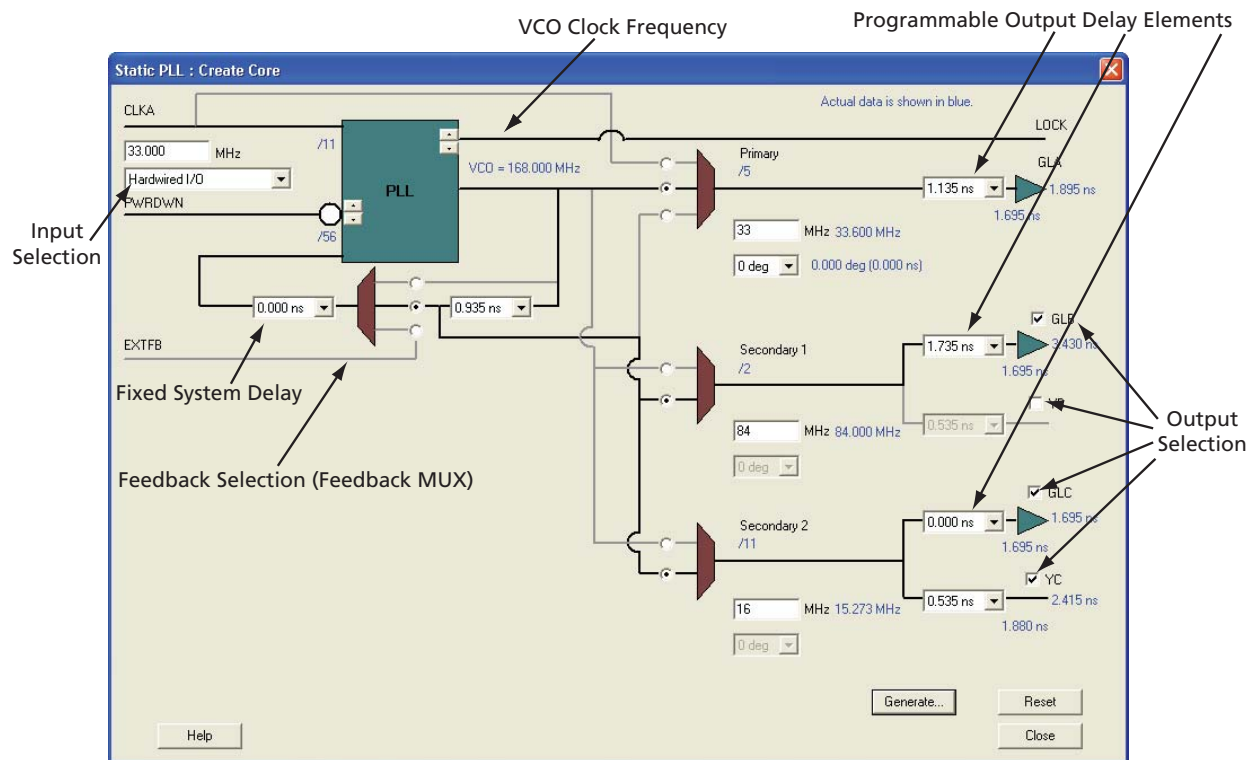 Programmable Output Delay Elements
VCO Clock Frequency
Static PLL : Create Core
Actual data is shown in blue.
CLKA
LOCK
/11
33.000 MHz
Primary
VCO = 168.000 MHz
/5
GLA
Hardwired I/O
PLL
1.135 ns
1.895 ns
PWRDWN
1.695 ns
Input
Selection
/56
33 MHz 33.600 MHz
0 deg 0.000 deg (0.000 ns)
0.000 ns
0.935 ns
GLB
EXTFB
1.735 ns
3.430 ns
Secondary 1
/2
1.695 ns
Fixed System Delay
YB
Output
Selection
84 MHz 84.000 MHz
0.535 ns
0 deg
Feedback Selection (Feedback MUX)
GLC
0.000 ns
1.695 ns
Secondary 2
/11
1.695 ns
YC
0.535 ns
2.415 ns
16 MHz 15.273 MHz
1.880 ns
0 deg
Generate...
Reset
Help
Close